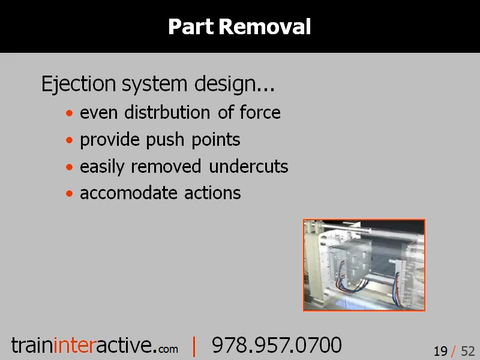 Part Removal
Ejection system design...
• even distrbution of force
• provide push points
• easily removed undercuts
• accomodate actions
traininteractive.com | 978.957.0700
19 / 52